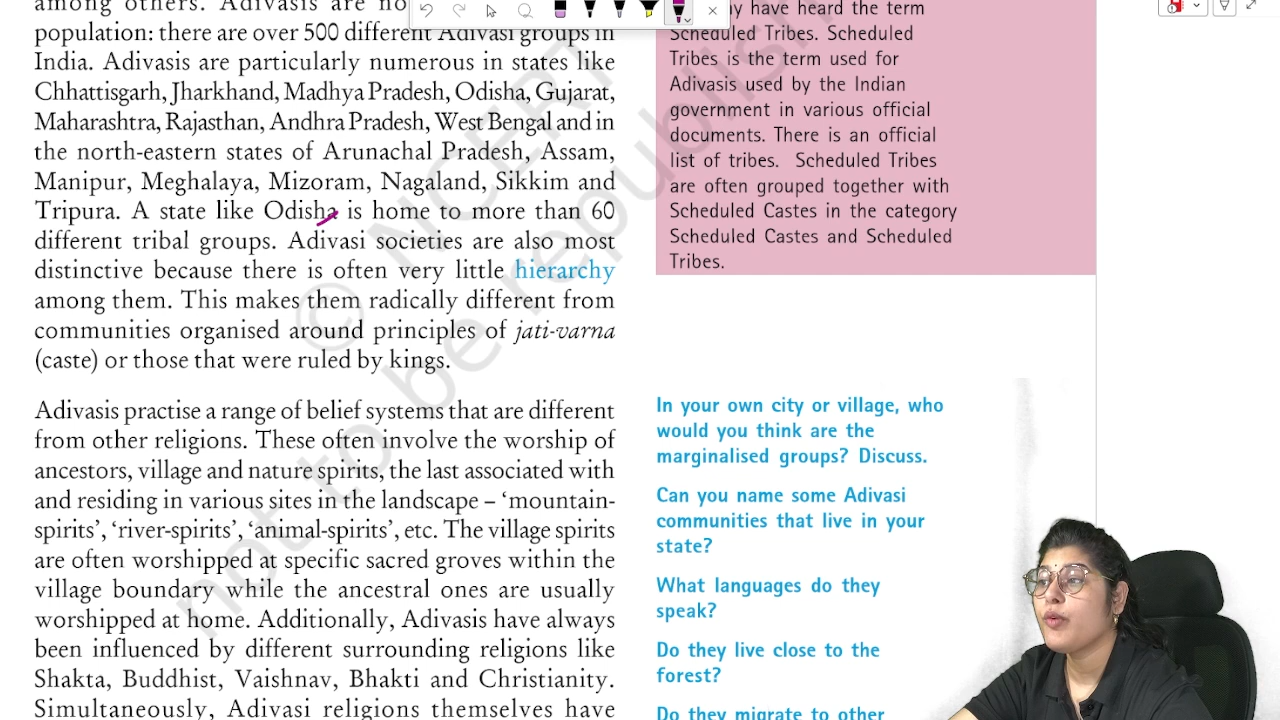 among others. Adivasis are no
population: there are over 500 different Adivasi groups in
India. Adivasis are particularly numerous in states like
Chhattisgarh, Jharkhand, Madhya Pradesh, Odisha, Gujarat,
Maharashtra, Rajasthan, Andhra Pradesh, West Bengal and in
the north-eastern states of Arunachal Pradesh, Assam,
Manipur, Meghalaya, Mizoram, Nagaland, Sikkim and
Tripura. A state like Odisha is home to more than 60
different tribal groups. Adivasi societies are also most
distinctive because there is often very little hierarchy
among them. This makes them radically different from
communities organised around principles of jati-varna
(caste) or those that were ruled by kings.
Adivasis practise a range of belief systems that are different
from other religions. These often involve the worship of
ancestors, village and nature spirits, the last associated with
and residing in various sites in the landscape – ‘mountain-
spirits’, ‘river-spirits’, ‘animal-spirits’, etc. The village spirits
are often worshipped at specific sacred groves within the
village boundary while the ancestral ones are usually
worshipped at home. Additionally, Adivasis have always
been influenced by different surrounding religions like
Shakta, Buddhist, Vaishnav, Bhakti and Christianity.
Simultaneously, Adivasi religions themselves have
have heard the term
Scheduled Tribes. Scheduled
Tribes is the term used for
Adivasis used by the Indian
government in various official
documents. There is an official
list of tribes. Scheduled Tribes
are often grouped together with
Scheduled Castes in the category
Scheduled Castes and Scheduled
Tribes.
In your own city or village, who
would you think are the
marginalised groups? Discuss.
Can you name some Adivasi
communities that live in your
state?
What languages do they
speak?
Do they live close to the
forest?
Do they migrate to other
© NCERT
not to be republish